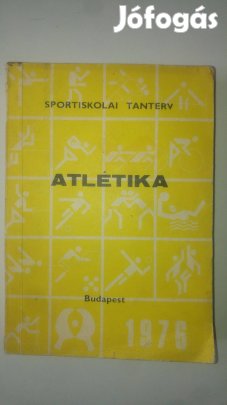 Jófogás
SPORTISKOLAI TANTERV
ATLÉTIKA
Budapest
1976